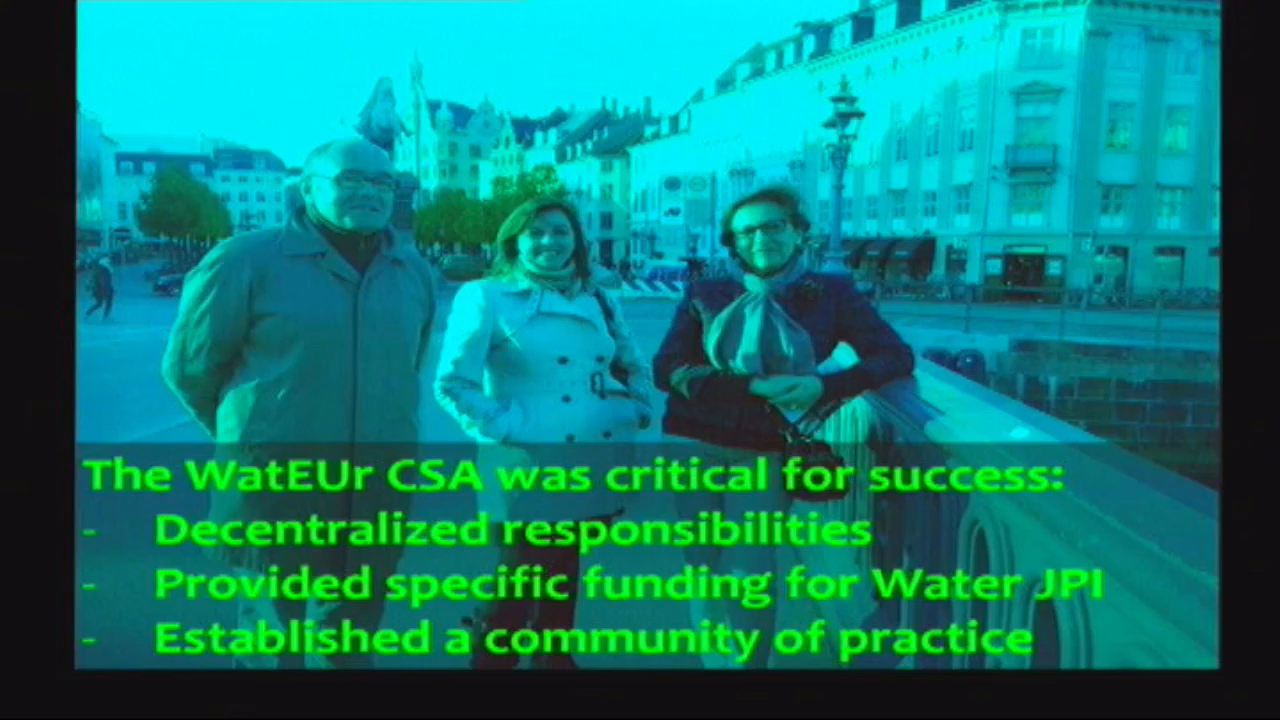 The WatEUr CSA was critical for success:
- Decentralized responsibilities
- Provided specific funding for Water JPI
- Established a community of practice